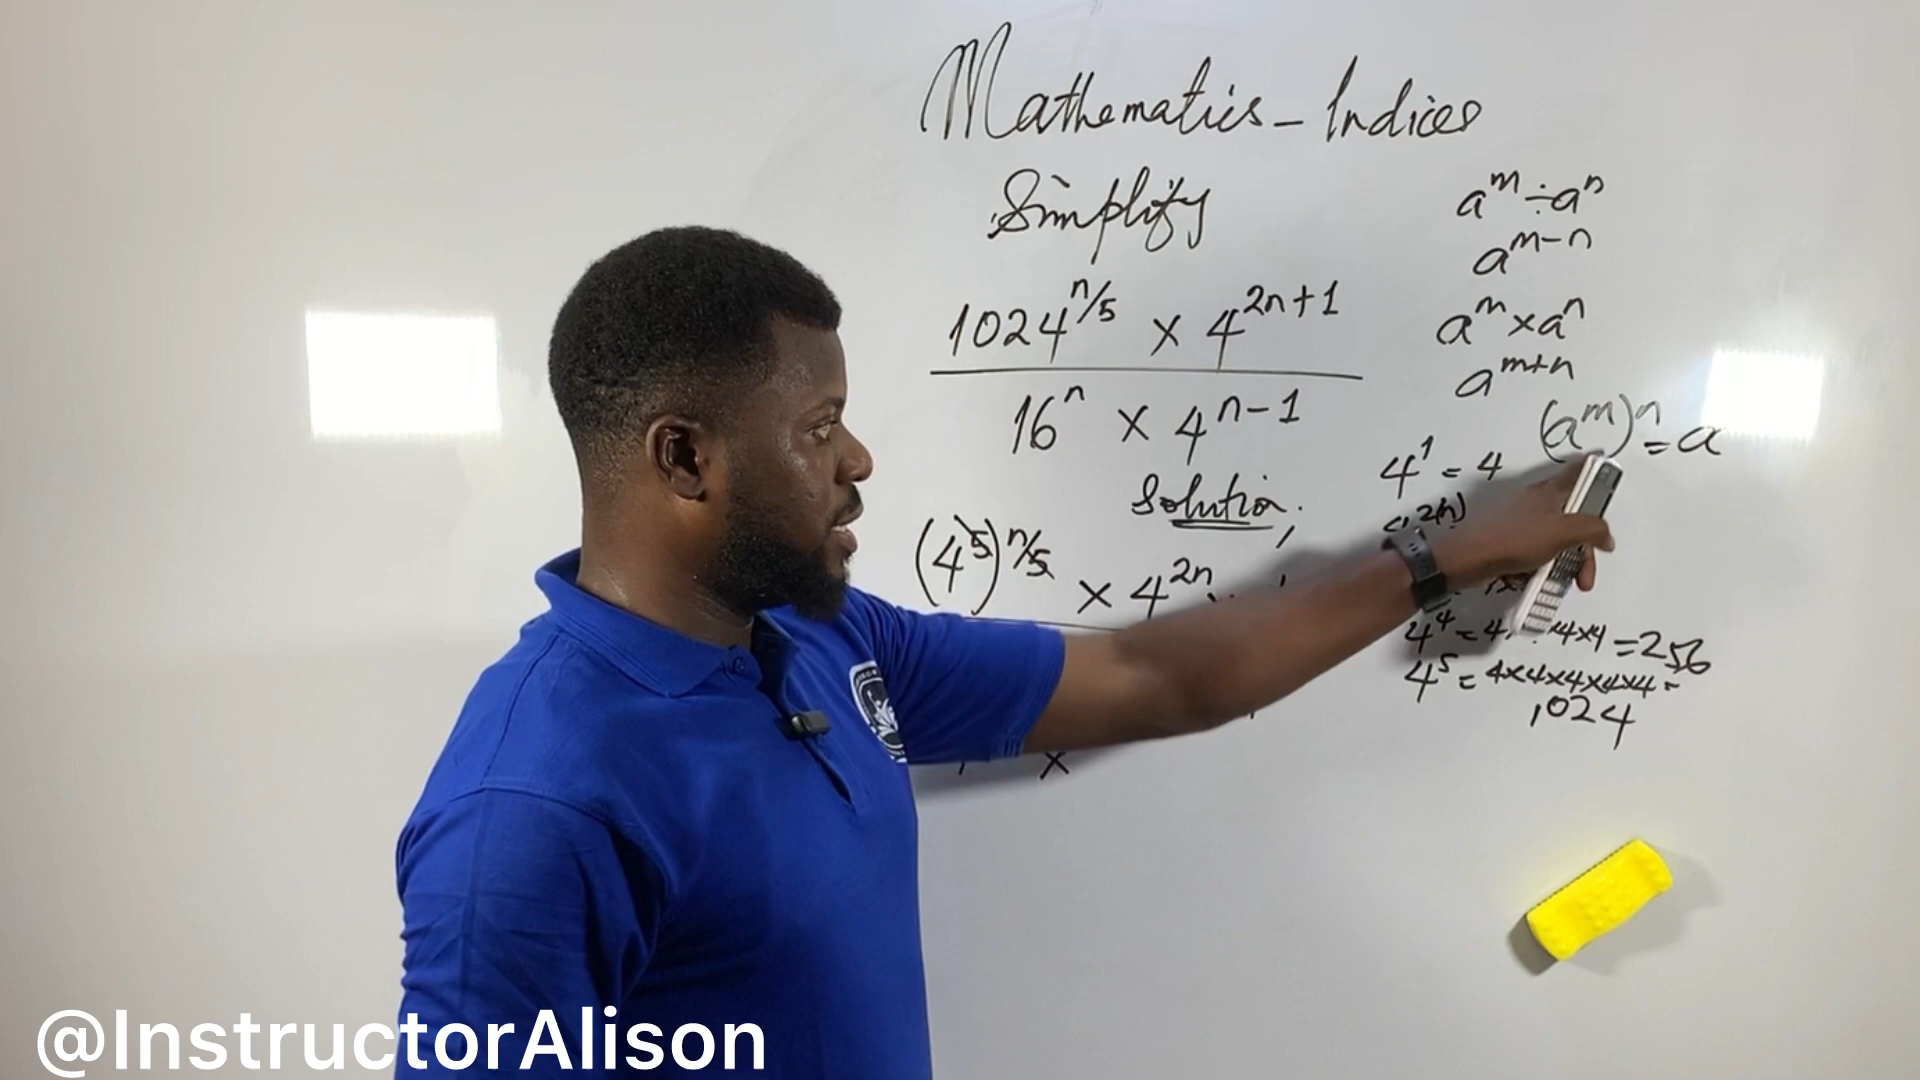 Mathematics - Indices
Simplify
1024^{n/5} × 4^{2n+1}
16^n × 4^{n-1}
Solution
(4^5)^{n/5} × 4^{2n}
×
a^m ÷ a^n
a^{m-n}
a^m × a^n
a^{m+n}
(a^m)^n = a
4^1 = 4
2(n)
4^4 = 4 4×4 = 256
4^5 = 4×4×4×4×4 =
1024
@InstructorAlison